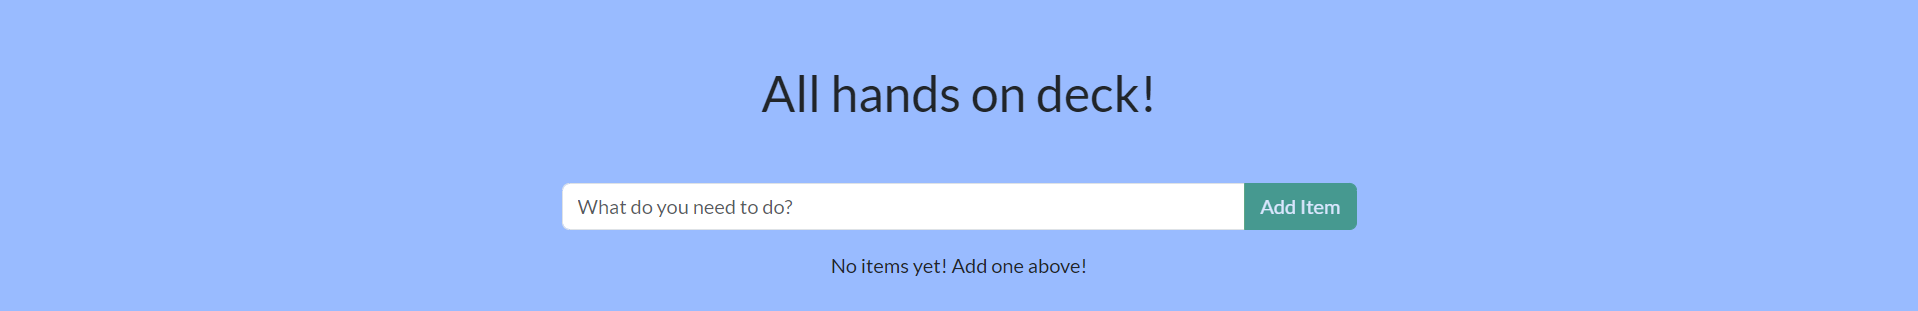 All hands on deck!
What do you need to do?
Add Item
No items yet! Add one above!